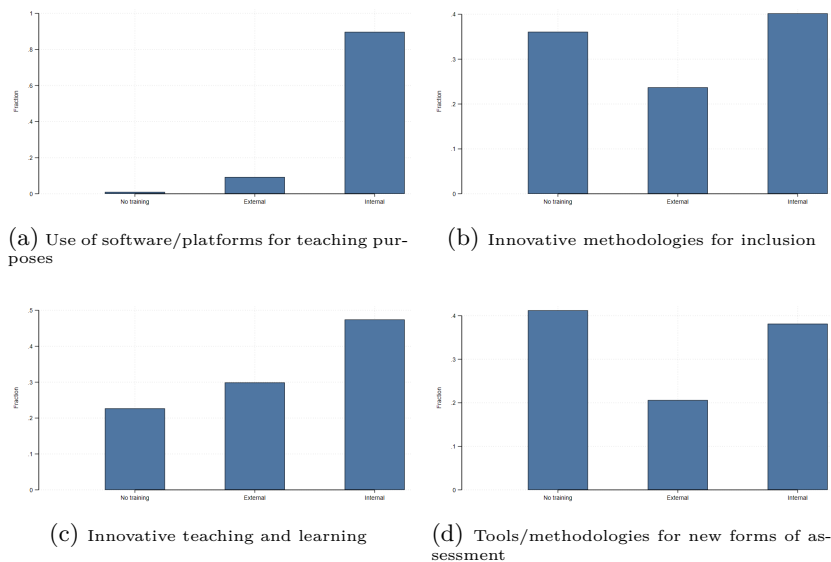 1
.8
.6
.4
.2
0
Fraction
No training External Internal
(a) Use of software/platforms for teaching pur-
poses
.4
.3
.2
.1
0
Fraction
No training External Internal
(b) Innovative methodologies for inclusion
.5
.4
.3
.2
.1
0
Fraction
No training External Internal
(c) Innovative teaching and learning
.4
.3
.2
.1
0
Fraction
No training External Internal
(d) Tools/methodologies for new forms of as-
sessment